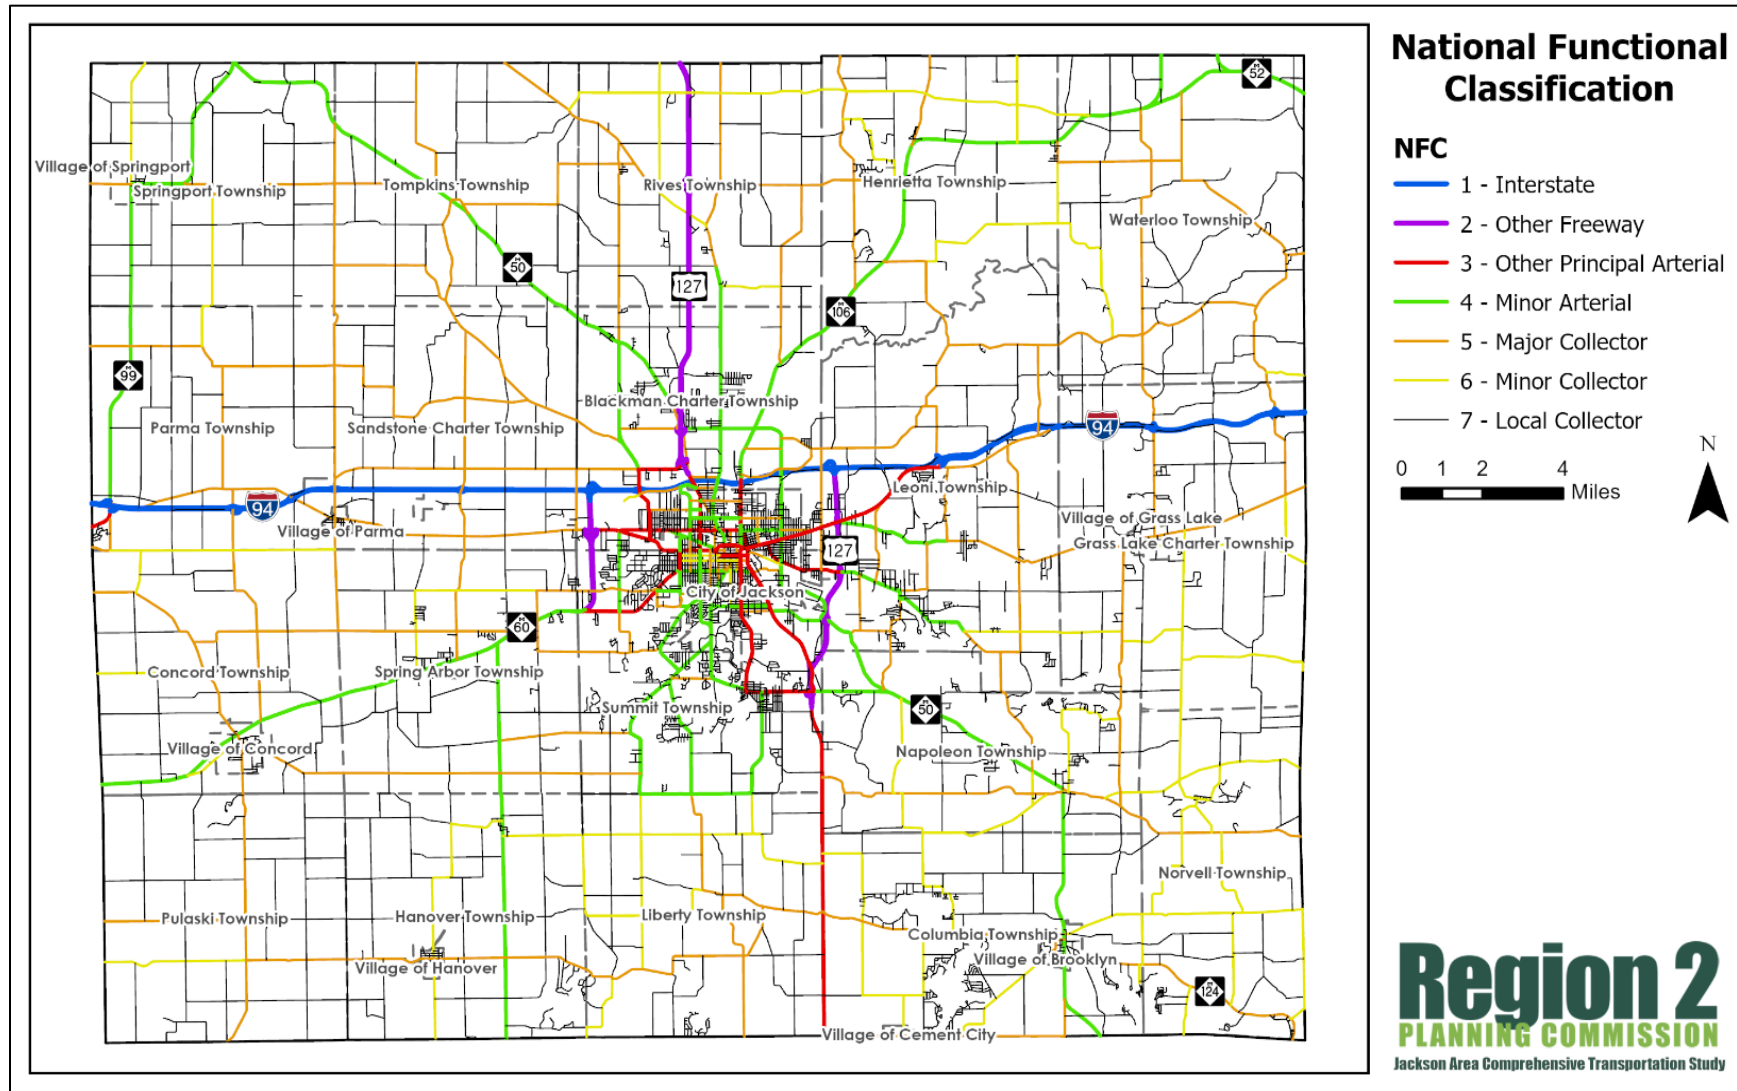 National Functional
Classification
NFC
1 - Interstate
2 - Other Freeway
3 - Other Principal Arterial
4 - Minor Arterial
5 - Major Collector
6 - Minor Collector
7 - Local Collector
N
0 1 2 4
Miles
M 52
Village of Springport
Springport Township
Tompkins Township
Rives Township
Henrietta Township
Waterloo Township
M 50
127
M 106
M 99
Blackman Charter Township
Parma Township
Sandstone Charter Township
94
Leoni Township
94
Village of Parma
Village of Grass Lake
Grass Lake Charter Township
127
City of Jackson
M 60
Concord Township
Spring Arbor Township
Summit Township
M 50
Village of Concord
Napoleon Township
Norvell Township
Pulaski Township
Hanover Township
Liberty Township
Columbia Township
Village of Brooklyn
Village of Hanover
M 124
Village of Cement City
Region 2
PLANNING COMMISSION
Jackson Area Comprehensive Transportation Study